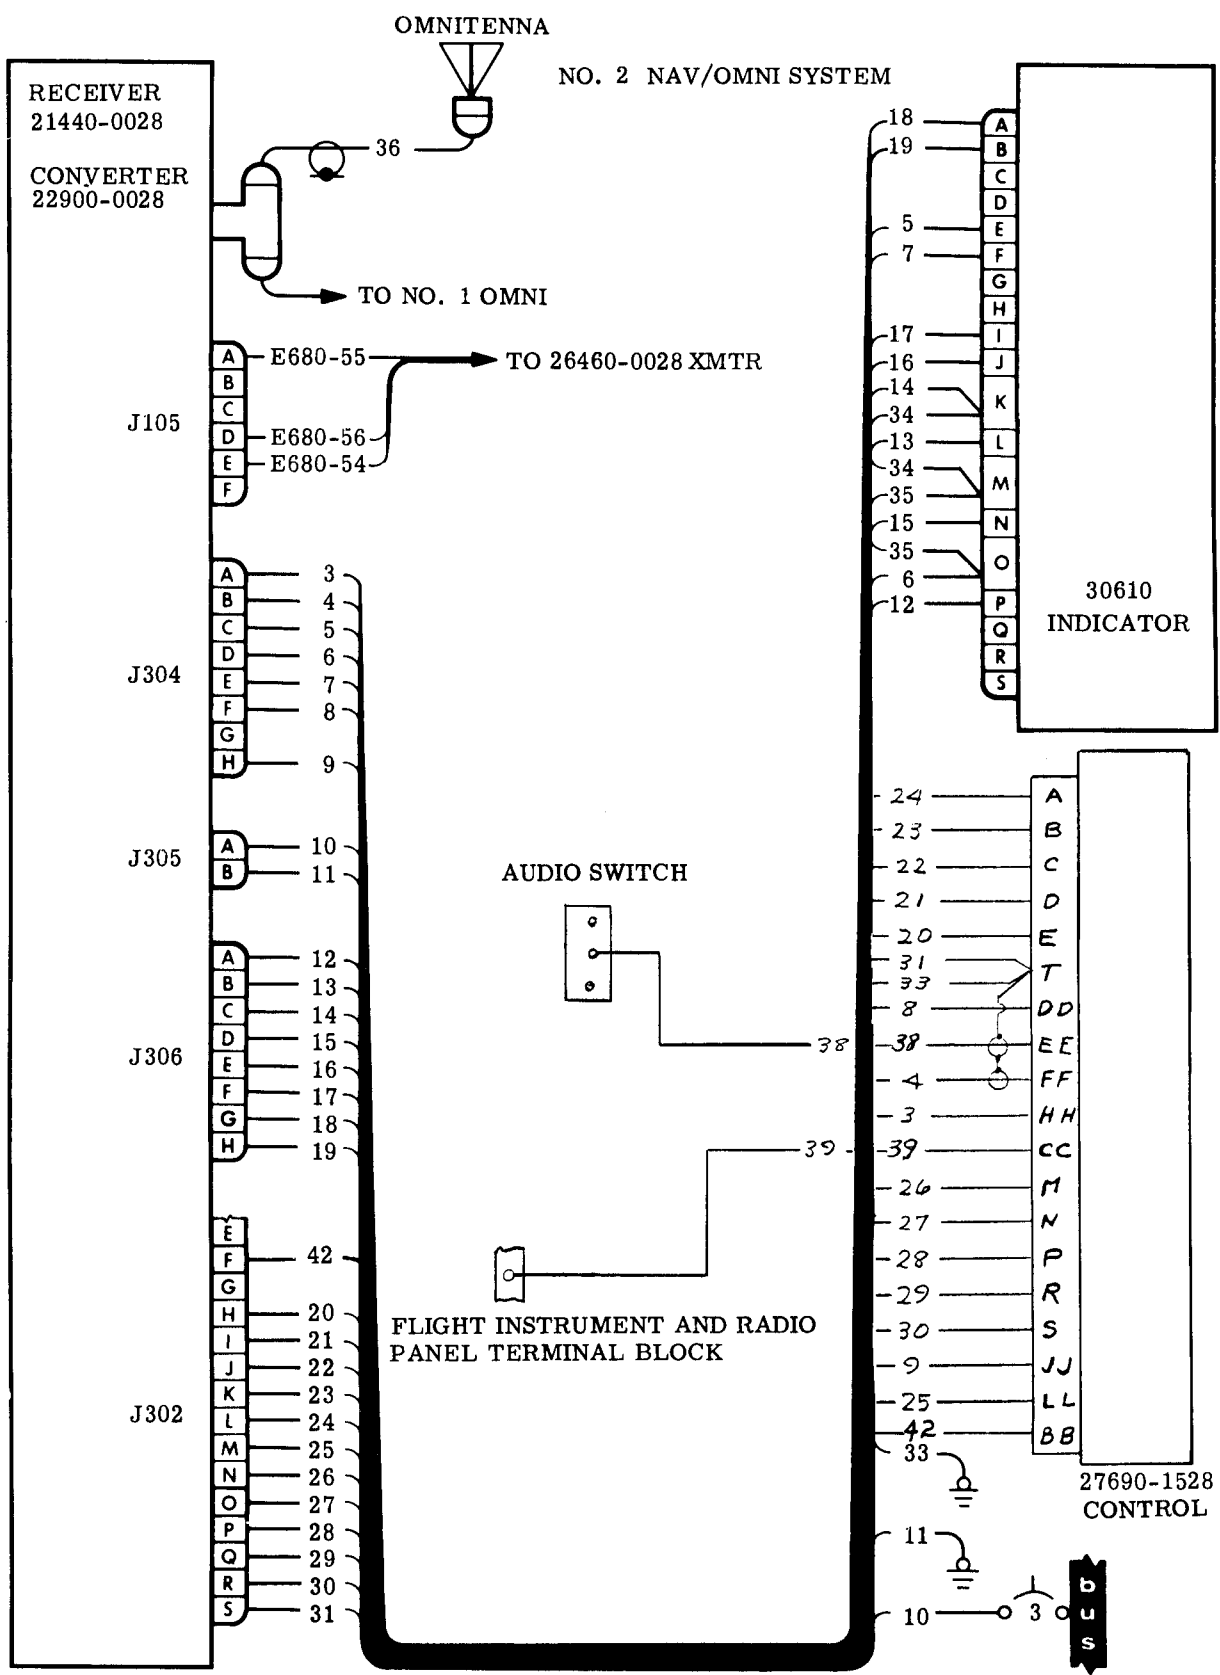 OMNITENNA
NO. 2 NAV/OMNI SYSTEM
RECEIVER
21440-0028
CONVERTER
22900-0028
36
TO NO. 1 OMNI
J105
A E680-55
B
C
D E680-56
E E680-54
F
TO 26460-0028 XMTR
J304
A 3
B 4
C 5
D 6
E 7
F 8
G
H 9
J305
A 10
B 11
J306
A 12
B 13
C 14
D 15
E 16
F 17
G 18
H 19
J302
E
F 42
G
H 20
I 21
J 22
K 23
L 24
M 25
N 26
O 27
P 28
Q 29
R 30
S 31
AUDIO SWITCH
38
39
FLIGHT INSTRUMENT AND RADIO
PANEL TERMINAL BLOCK
18 A
19 B
C
D
5 E
7 F
G
H
17 I
16 J
14
K
34
13 L
34
M
35
15 N
35
O
6
12 P
Q
R
S
30610
INDICATOR
24 A
23 B
22 C
21 D
20 E
31
T
33
8 DD
38 EE
4 FF
3 HH
39 CC
26 M
27 N
28 P
29 R
30 S
9 JJ
25 LL
42 BB
33
27690-1528
CONTROL
11
10
3
bus